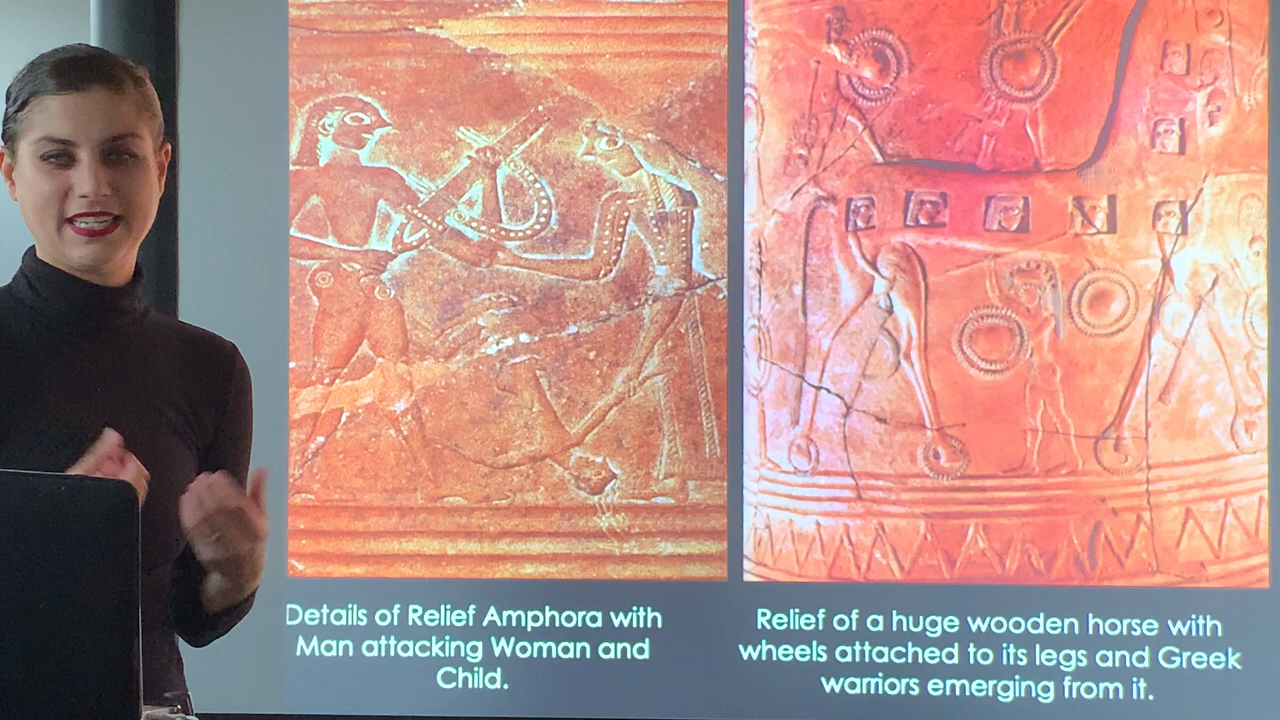 Details of Relief Amphora with
Man attacking Woman and
Child.
Relief of a huge wooden horse with
wheels attached to its legs and Greek
warriors emerging from it.